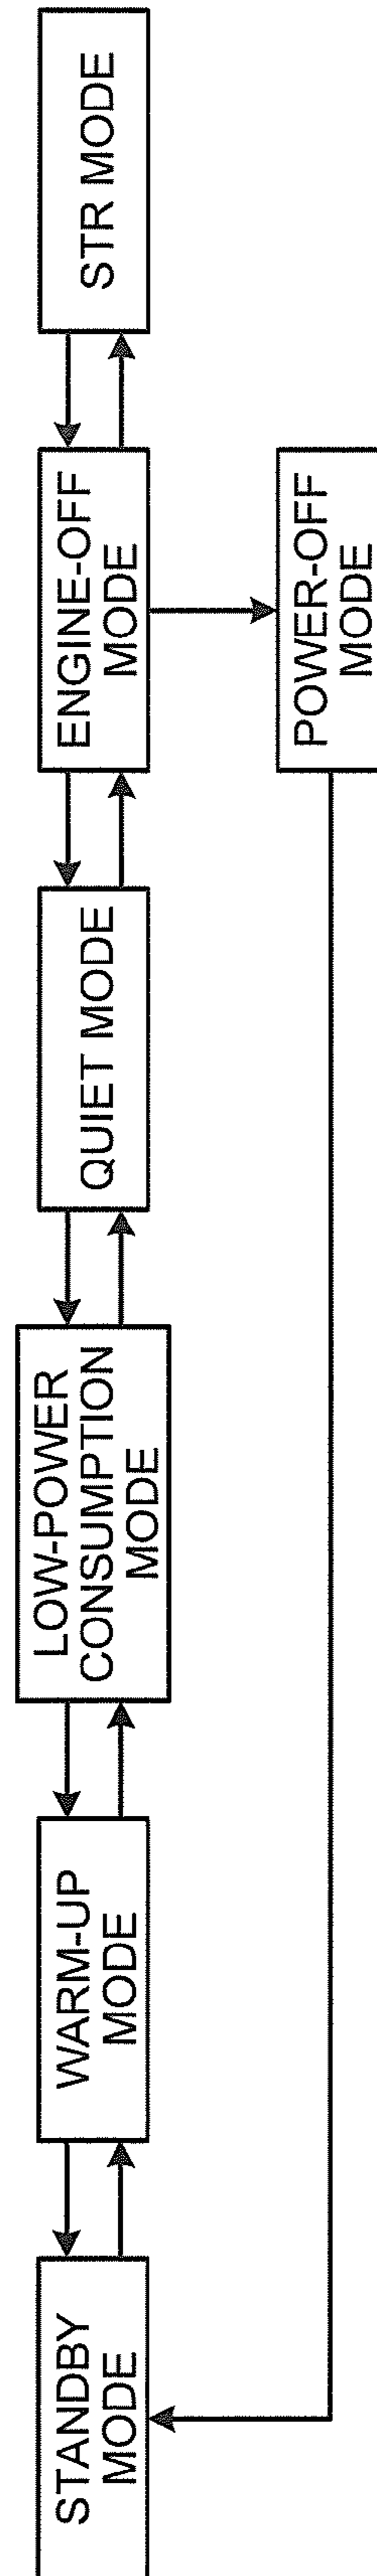 STANDBY
MODE
WARM-UP
MODE
LOW-POWER
CONSUMPTION
MODE
QUIET MODE
ENGINE-OFF
MODE
STR MODE
POWER-OFF
MODE